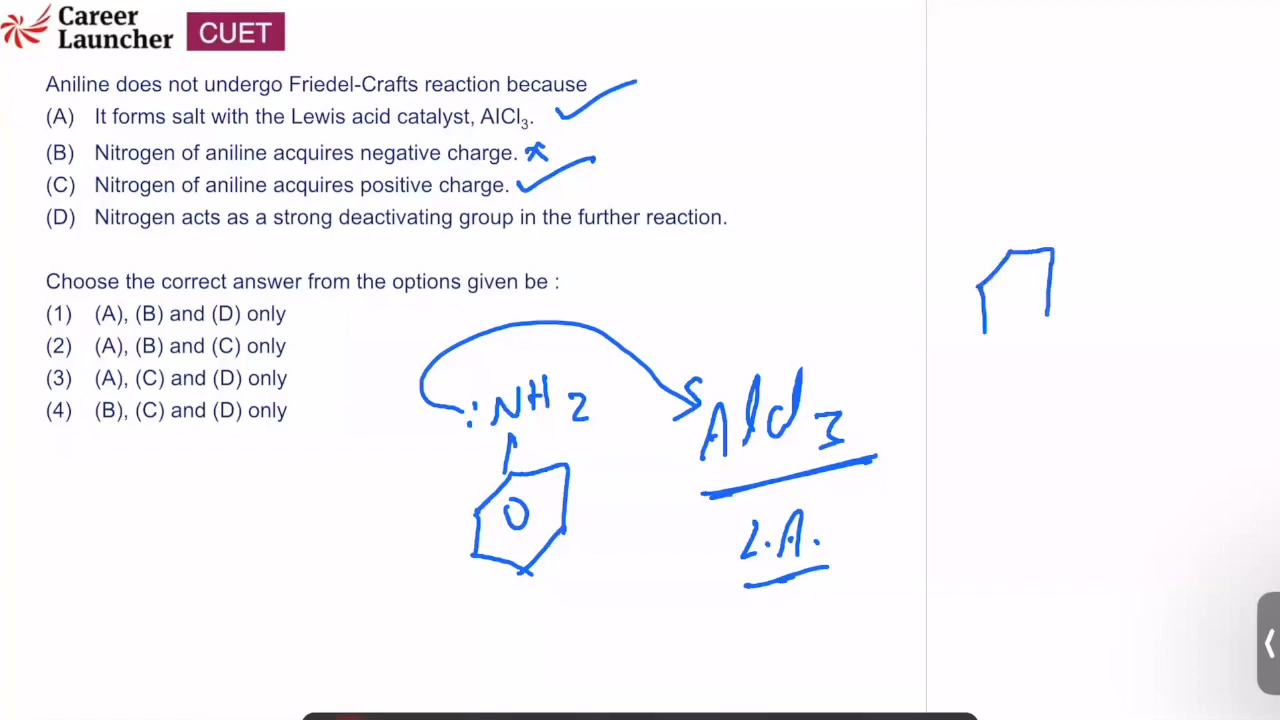 Career
Launcher
CUET
Aniline does not undergo Friedel-Crafts reaction because
(A) It forms salt with the Lewis acid catalyst, AlCl₃.
(B) Nitrogen of aniline acquires negative charge.
(C) Nitrogen of aniline acquires positive charge.
(D) Nitrogen acts as a strong deactivating group in the further reaction.
Choose the correct answer from the options given be :
(1) (A), (B) and (D) only
(2) (A), (B) and (C) only
(3) (A), (C) and (D) only
(4) (B), (C) and (D) only
:NH2
AlCl3
L.A.